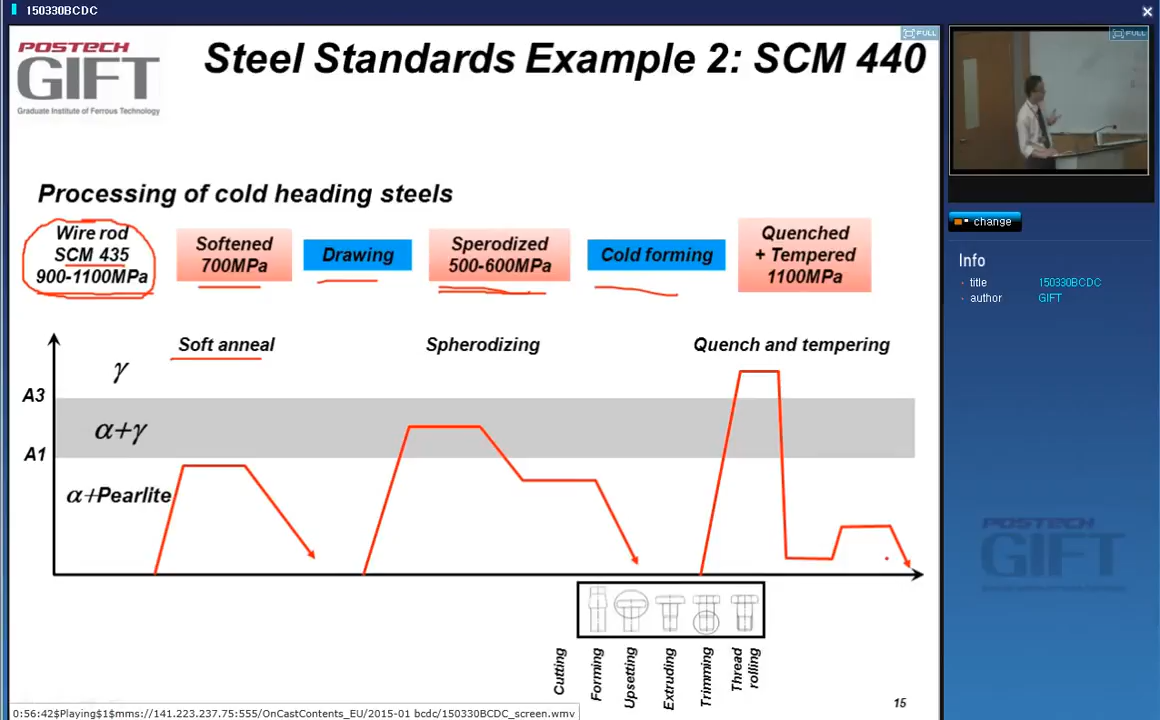 150330BCDC
POSTECH
GIFT
Graduate Institute of Ferrous Technology
Steel Standards Example 2: SCM 440
FULL
FULL
Processing of cold heading steels
Wire rod
SCM 435
900-1100MPa
Softened
700MPa
Drawing
Sperodized
500-600MPa
Cold forming
Quenched
+ Tempered
1100MPa
change
Info
title 150330BCDC
author GIFT
Soft anneal
Spherodizing
Quench and tempering
γ
A3
α+γ
A1
α+Pearlite
POSTECH
GIFT
Cutting
Forming
Upsetting
Extruding
Trimming
Thread
rolling
15
0:56:42$Playing$1$mms://141.223.237.75:555/OnCastContents_EU/2015-01 bcdc/150330BCDC_screen.wmv